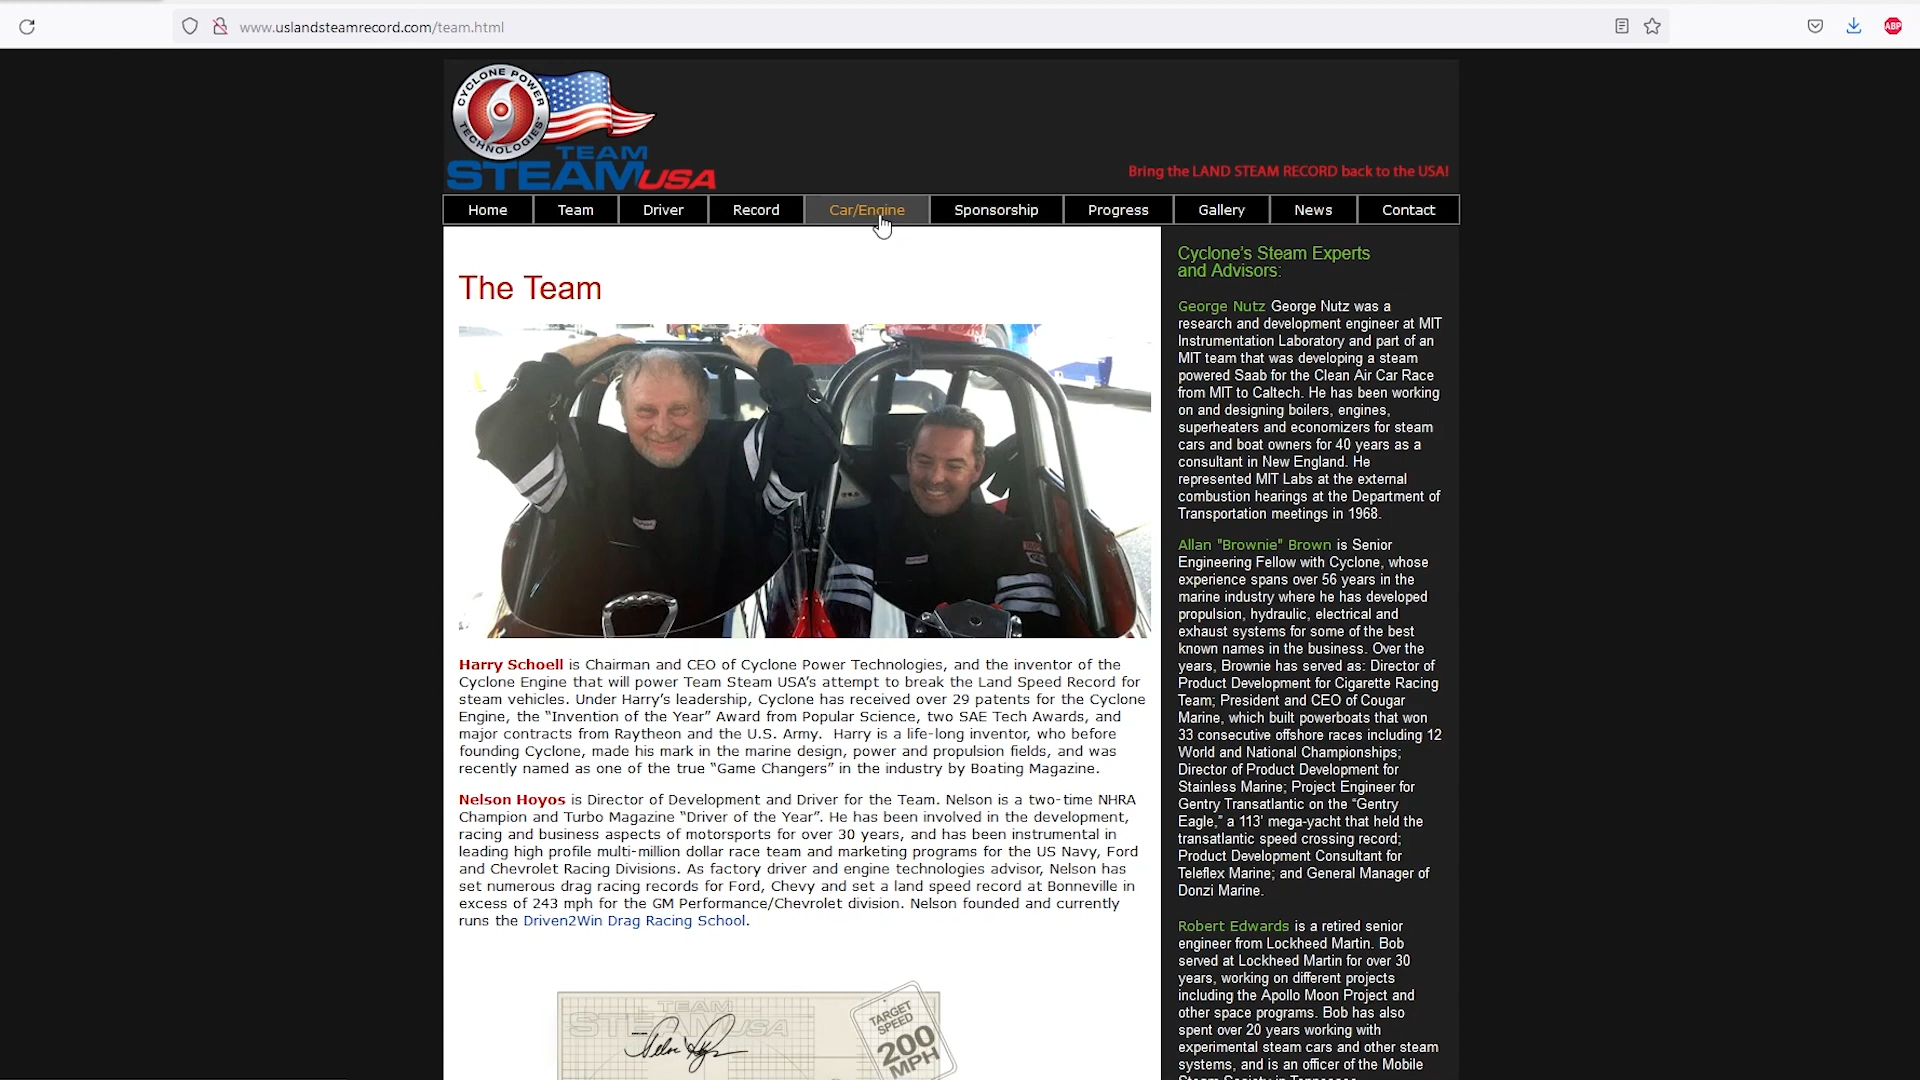 www.uslandsteamrecord.com/team.html
ABP
CYCLONE POWER
TECHNOLOGIES
TEAM
STEAM USA
Bring the LAND STEAM RECORD back to the USA!
Home Team Driver Record Car/Engine Sponsorship Progress Gallery News Contact
The Team
Harry Schoell is Chairman and CEO of Cyclone Power Technologies, and the inventor of the
Cyclone Engine that will power Team Steam USA’s attempt to break the Land Speed Record for
steam vehicles. Under Harry’s leadership, Cyclone has received over 29 patents for the Cyclone
Engine, the “Invention of the Year” Award from Popular Science, two SAE Tech Awards, and
major contracts from Raytheon and the U.S. Army. Harry is a life-long inventor, who before
founding Cyclone, made his mark in the marine design, power and propulsion fields, and was
recently named as one of the true “Game Changers” in the industry by Boating Magazine.
Nelson Hoyos is Director of Development and Driver for the Team. Nelson is a two-time NHRA
Champion and Turbo Magazine “Driver of the Year”. He has been involved in the development,
racing and business aspects of motorsports for over 30 years, and has been instrumental in
leading high profile multi-million dollar race team and marketing programs for the US Navy, Ford
and Chevrolet Racing Divisions. As factory driver and engine technologies advisor, Nelson has
set numerous drag racing records for Ford, Chevy and set a land speed record at Bonneville in
excess of 243 mph for the GM Performance/Chevrolet division. Nelson founded and currently
runs the Driven2Win Drag Racing School.
TEAM
STEAM USA
TARGET
SPEED
200
MPH
Cyclone’s Steam Experts
and Advisors:
George Nutz George Nutz was a
research and development engineer at MIT
Instrumentation Laboratory and part of an
MIT team that was developing a steam
powered Saab for the Clean Air Car Race
from MIT to Caltech. He has been working
on and designing boilers, engines,
superheaters and economizers for steam
cars and boat owners for 40 years as a
consultant in New England. He
represented MIT Labs at the external
combustion hearings at the Department of
Transportation meetings in 1968.
Allan "Brownie" Brown is Senior
Engineering Fellow with Cyclone, whose
experience spans over 56 years in the
marine industry where he has developed
propulsion, hydraulic, electrical and
exhaust systems for some of the best
known names in the business. Over the
years, Brownie has served as: Director of
Product Development for Cigarette Racing
Team; President and CEO of Cougar
Marine, which built powerboats that won
33 consecutive offshore races including 12
World and National Championships;
Director of Product Development for
Stainless Marine; Project Engineer for
Gentry Transatlantic on the “Gentry
Eagle,” a 113’ mega-yacht that held the
transatlantic speed crossing record;
Product Development Consultant for
Teleflex Marine; and General Manager of
Donzi Marine.
Robert Edwards is a retired senior
engineer from Lockheed Martin. Bob
served at Lockheed Martin for over 30
years, working on different projects
including the Apollo Moon Project and
other space programs. Bob has also
spent over 20 years working with
experimental steam cars and other steam
systems, and is an officer of the Mobile
Steam Society in Tennessee.